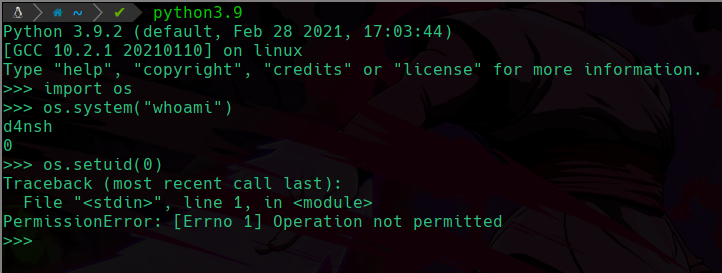 ~ ✔ python3.9
Python 3.9.2 (default, Feb 28 2021, 17:03:44)
[GCC 10.2.1 20210110] on linux
Type "help", "copyright", "credits" or "license" for more information.
>>> import os
>>> os.system("whoami")
d4nsh
0
>>> os.setuid(0)
Traceback (most recent call last):
  File "<stdin>", line 1, in <module>
PermissionError: [Errno 1] Operation not permitted
>>>